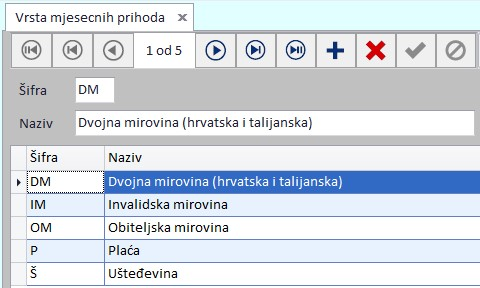 Vrsta mjesecnih prihoda ×
1 od 5
Šifra DM
Naziv Dvojna mirovina (hrvatska i talijanska)
Šifra Naziv
DM Dvojna mirovina (hrvatska i talijanska)
IM Invalidska mirovina
OM Obiteljska mirovina
P Plaća
Š Ušteđevina